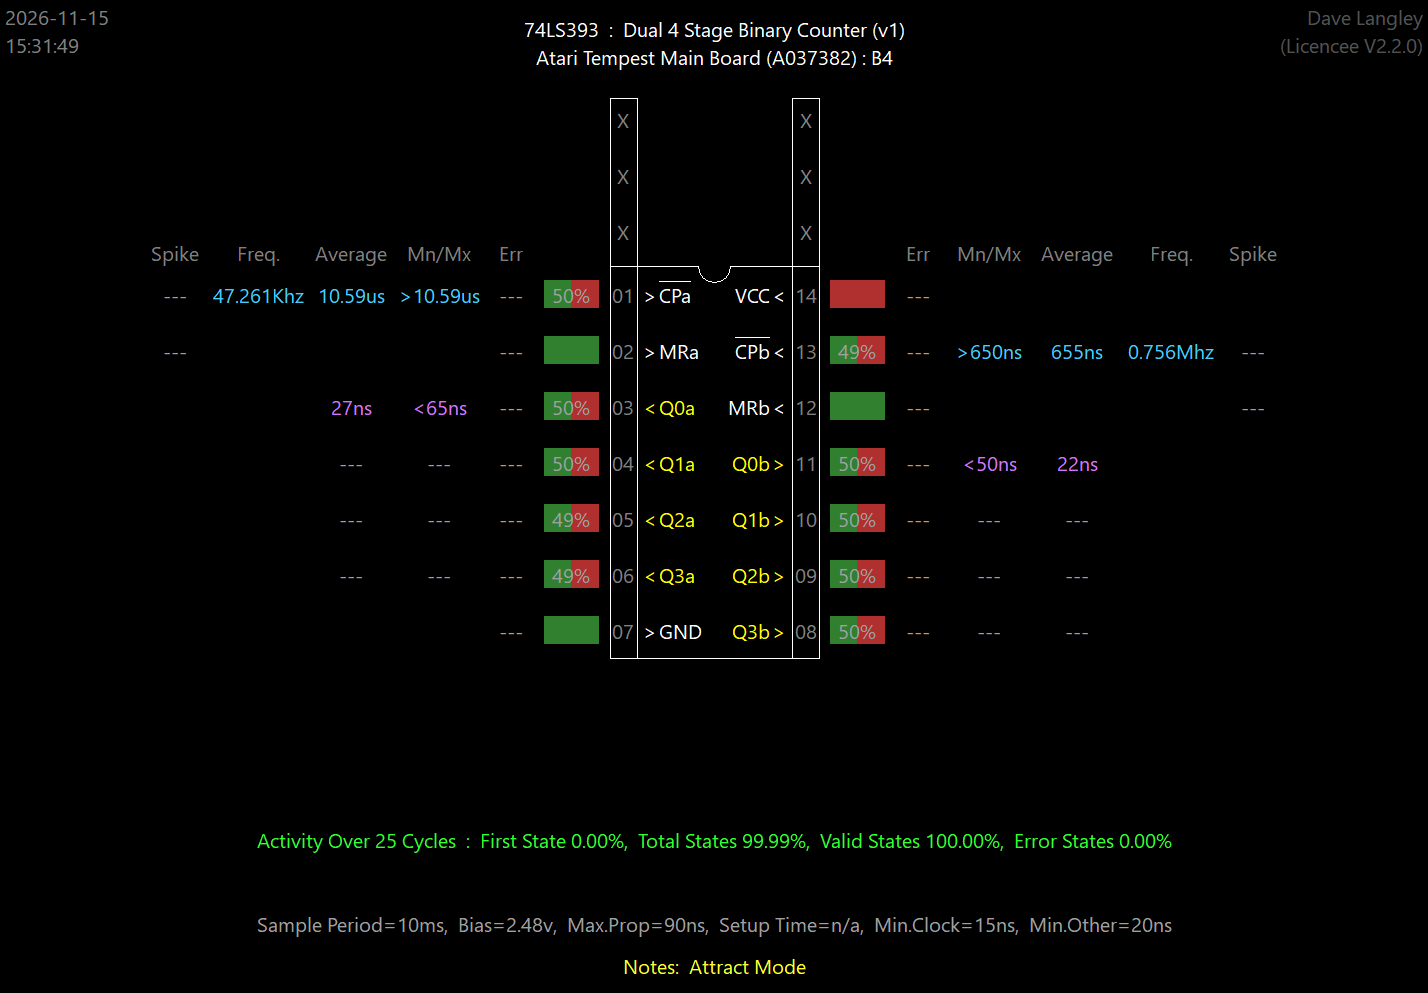 2026-11-15
15:31:49
74LS393 : Dual 4 Stage Binary Counter (v1)
Atari Tempest Main Board (A037382) : B4
Dave Langley
(Licencee V2.2.0)
X X
X X
X X
Spike Freq. Average Mn/Mx Err Err Mn/Mx Average Freq. Spike
--- 47.261Khz 10.59us >10.59us --- 50% 01 >CPa VCC< 14 ---
--- --- 02 >MRa CPb< 13 49% --- >650ns 655ns 0.756Mhz ---
27ns <65ns --- 50% 03 <Q0a MRb< 12 --- ---
--- --- --- 50% 04 <Q1a Q0b> 11 50% --- <50ns 22ns
--- --- --- 49% 05 <Q2a Q1b> 10 50% --- --- ---
--- --- --- 49% 06 <Q3a Q2b> 09 50% --- --- ---
--- 07 >GND Q3b> 08 50% --- --- ---
Activity Over 25 Cycles : First State 0.00%, Total States 99.99%, Valid States 100.00%, Error States 0.00%
Sample Period=10ms, Bias=2.48v, Max.Prop=90ns, Setup Time=n/a, Min.Clock=15ns, Min.Other=20ns
Notes: Attract Mode